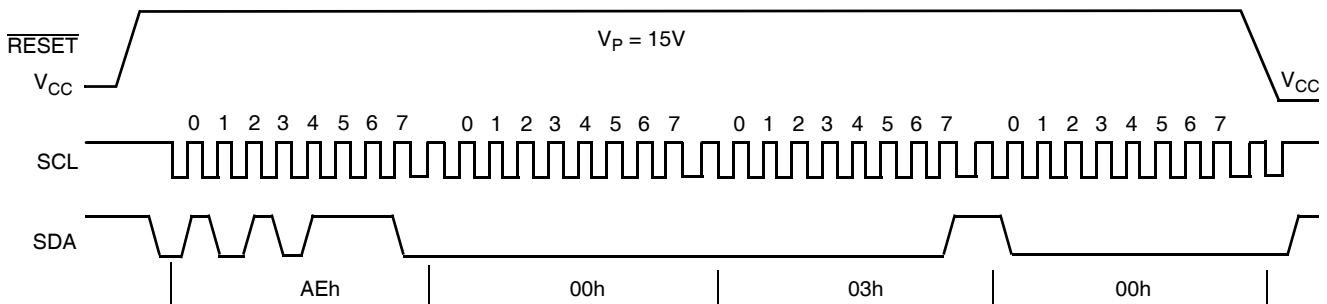 RESET
V_P = 15V
V_CC
V_CC
0 1 2 3 4 5 6 7 0 1 2 3 4 5 6 7 0 1 2 3 4 5 6 7 0 1 2 3 4 5 6 7
SCL
SDA
AEh 00h 03h 00h